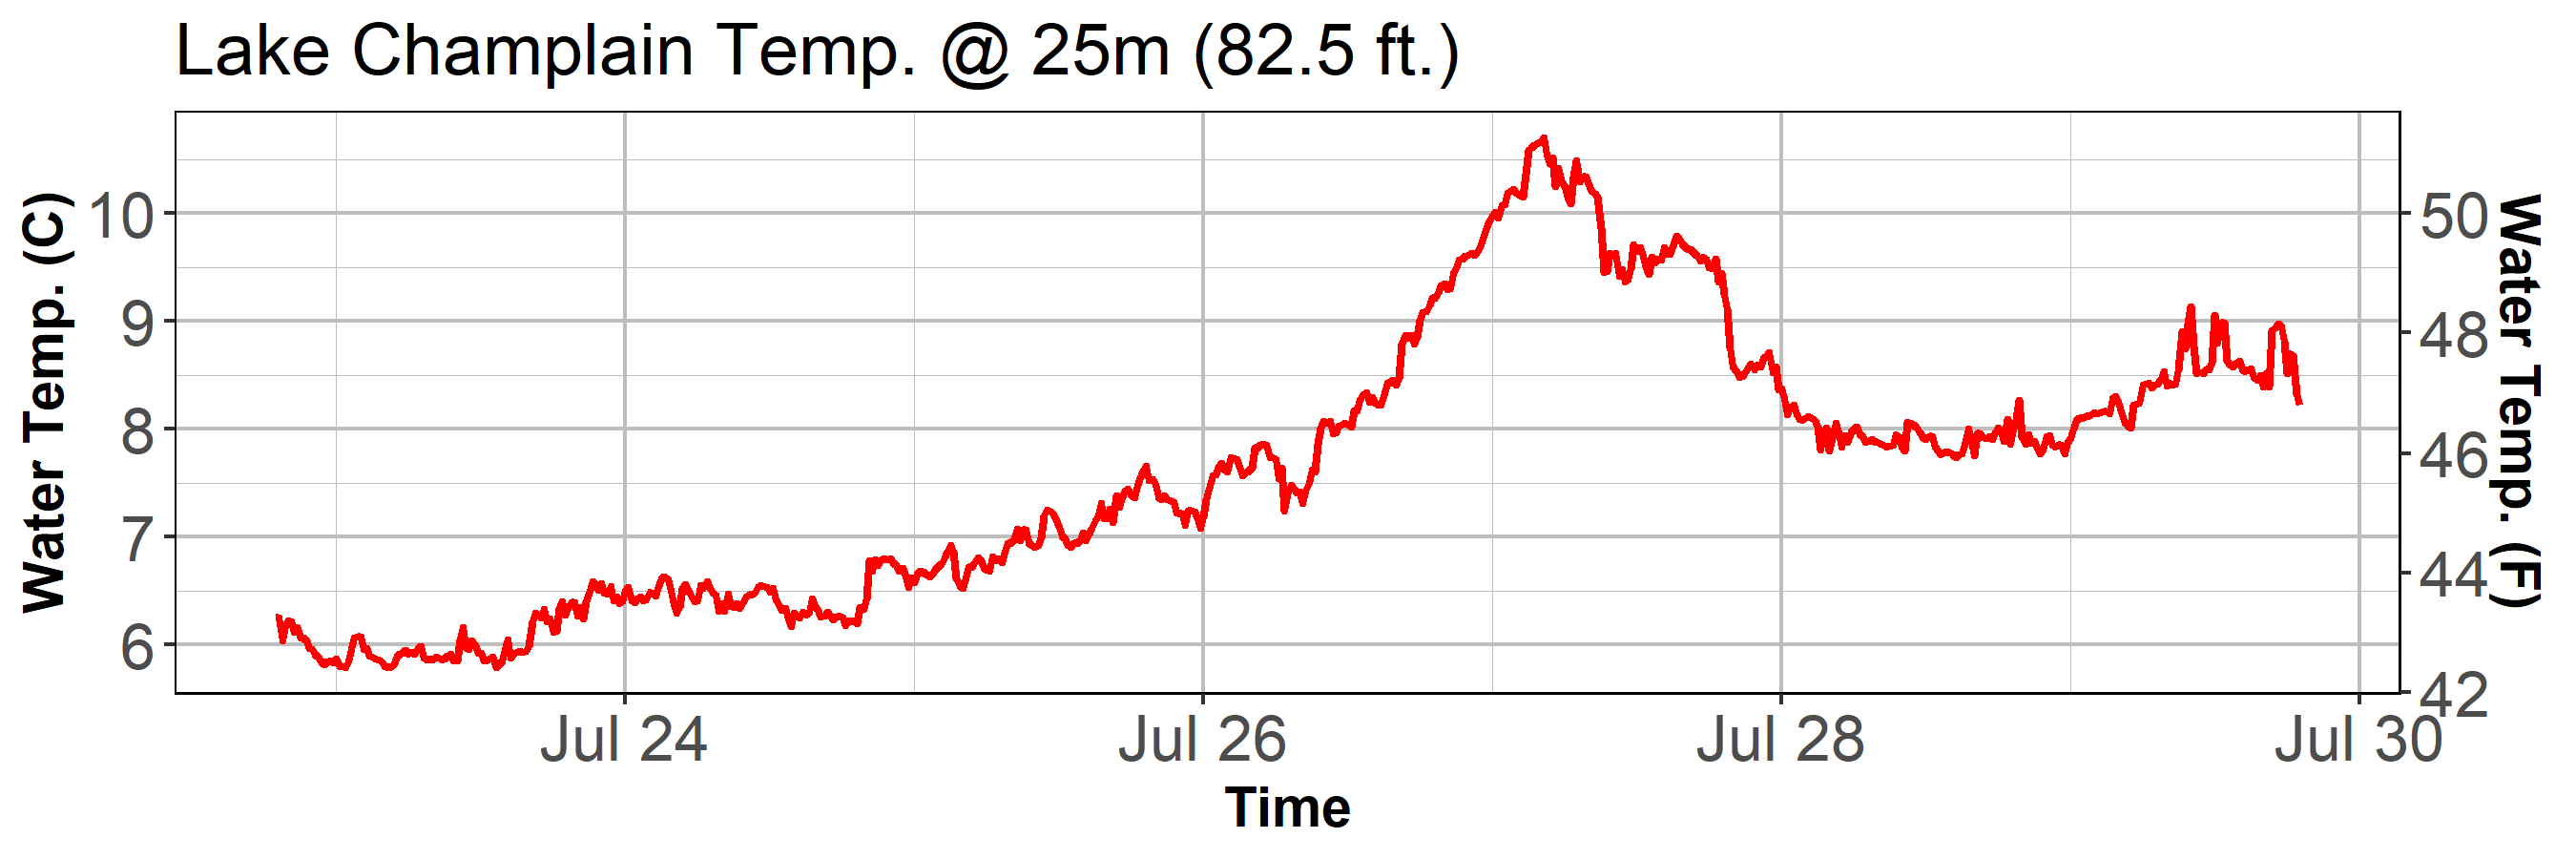 Lake Champlain Temp. @ 25m (82.5 ft.)
Water Temp. (C)
10
9
8
7
6
50
48
46
44
42
Water Temp. (F)
Jul 24
Jul 26
Jul 28
Jul 30
Time